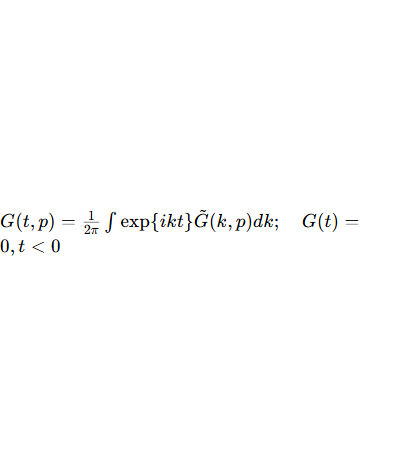 G(t, p) = \frac{1}{2\pi} \int \exp\{ikt\}\tilde{G}(k, p)dk; \quad G(t) =
0, t < 0